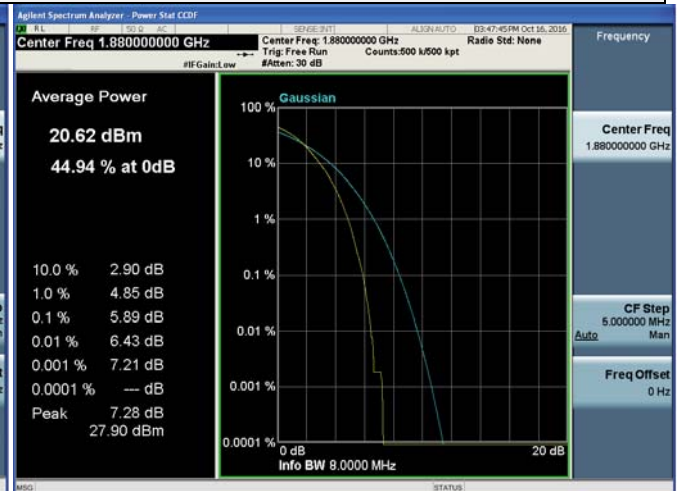 Agilent Spectrum Analyzer - Power Stat CCDF
RL RF 50 Ω AC SENSE:INT ALIGN AUTO 03:47:45 PM Oct 16, 2016
Center Freq 1.880000000 GHz
Center Freq: 1.880000000 GHz Radio Std: None
Trig: Free Run Counts:500 k/500 kpt
#IFGain:Low #Atten: 30 dB
Frequency
Average Power
20.62 dBm
44.94 % at 0dB
10.0 % 2.90 dB
1.0 % 4.85 dB
0.1 % 5.89 dB
0.01 % 6.43 dB
0.001 % 7.21 dB
0.0001 % --- dB
Peak 7.28 dB
27.90 dBm
Gaussian
100 %
10 %
1 %
0.1 %
0.01 %
0.001 %
0.0001 %
0 dB 20 dB
Info BW 8.0000 MHz
Center Freq
1.880000000 GHz
CF Step
5.000000 MHz
Auto Man
Freq Offset
0 Hz
MSG STATUS